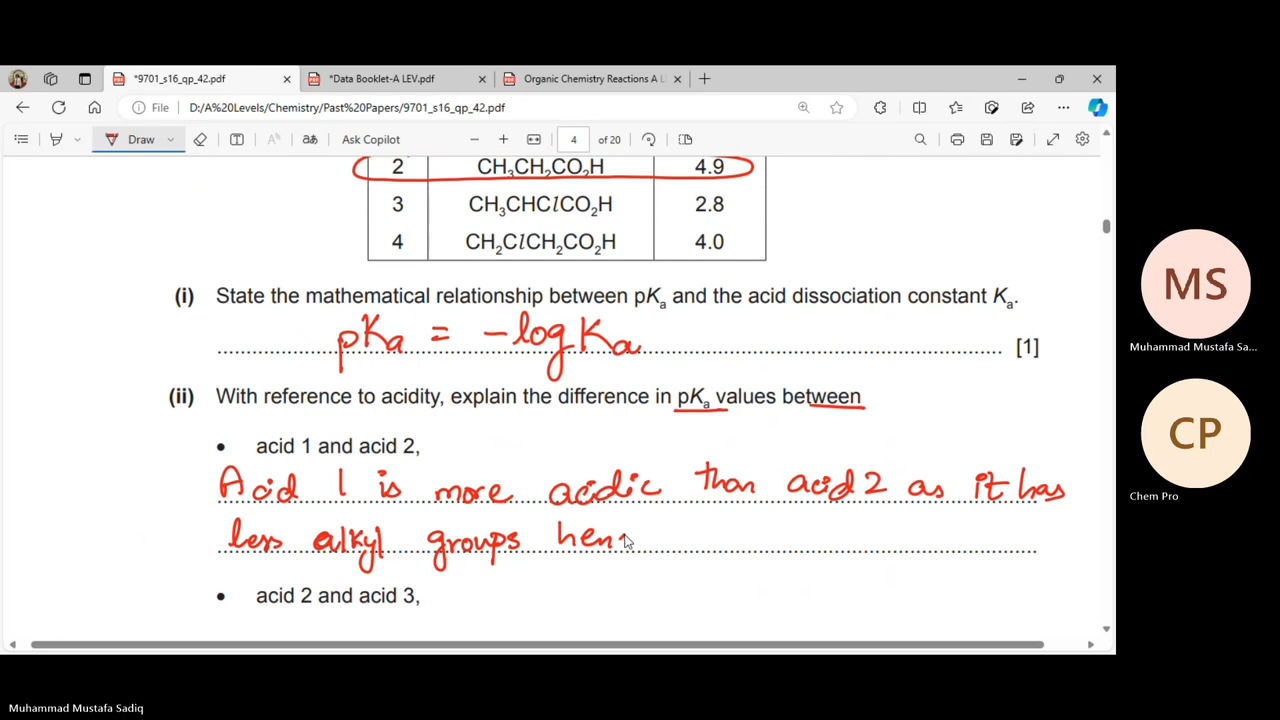 *9701_s16_qp_42.pdf
*Data Booklet-A LEV.pdf
Organic Chemistry Reactions A L
File D:/A%20Levels/Chemistry/Past%20Papers/9701_s16_qp_42.pdf
Draw
Ask Copilot
4 of 20
2 CH₃CH₂CO₂H 4.9
3 CH₃CHClCO₂H 2.8
4 CH₂ClCH₂CO₂H 4.0
(i) State the mathematical relationship between pKₐ and the acid dissociation constant Kₐ.
pKa = -log Ka
[1]
(ii) With reference to acidity, explain the difference in pKₐ values between
• acid 1 and acid 2,
Acid 1 is more acidic than acid 2 as it has
less alkyl groups hen
• acid 2 and acid 3,
MS
Muhammad Mustafa Sa...
CP
Chem Pro
Muhammad Mustafa Sadiq